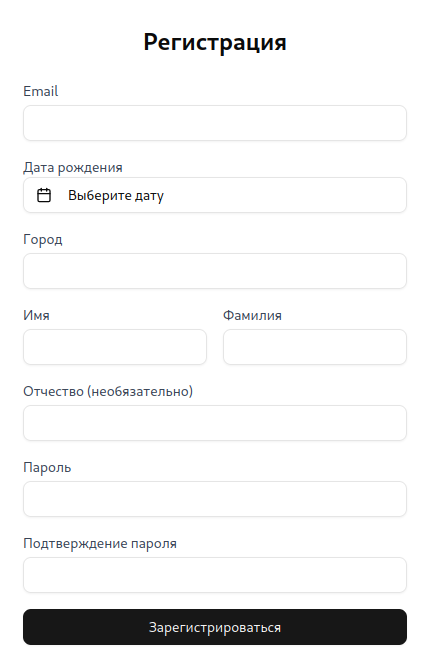 Регистрация
Email
Дата рождения
Выберите дату
Город
Имя Фамилия
Отчество (необязательно)
Пароль
Подтверждение пароля
Зарегистрироваться